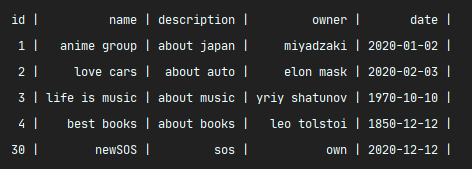 id | name | description | owner | date |
1 | anime group | about japan | miyadzaki | 2020-01-02 |
2 | love cars | about auto | elon mask | 2020-02-03 |
3 | life is music | about music | yriy shatunov | 1970-10-10 |
4 | best books | about books | leo tolstoi | 1850-12-12 |
30 | newSOS | sos | own | 2020-12-12 |